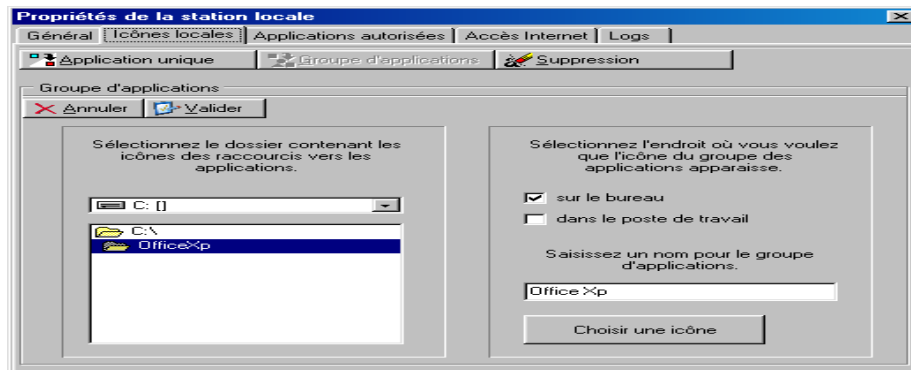 Propriétés de la station locale
Général Icônes locales Applications autorisées Accès Internet Logs
Application unique Groupe d'applications Suppression
Groupe d'applications
Annuler Valider
Sélectionnez le dossier contenant les
icônes des raccourcis vers les
applications.
C: []
C:\
OfficeXp
Sélectionnez l'endroit où vous voulez
que l'icône du groupe des
applications apparaisse.
sur le bureau
dans le poste de travail
Saisissez un nom pour le groupe
d'applications.
Office Xp
Choisir une icône